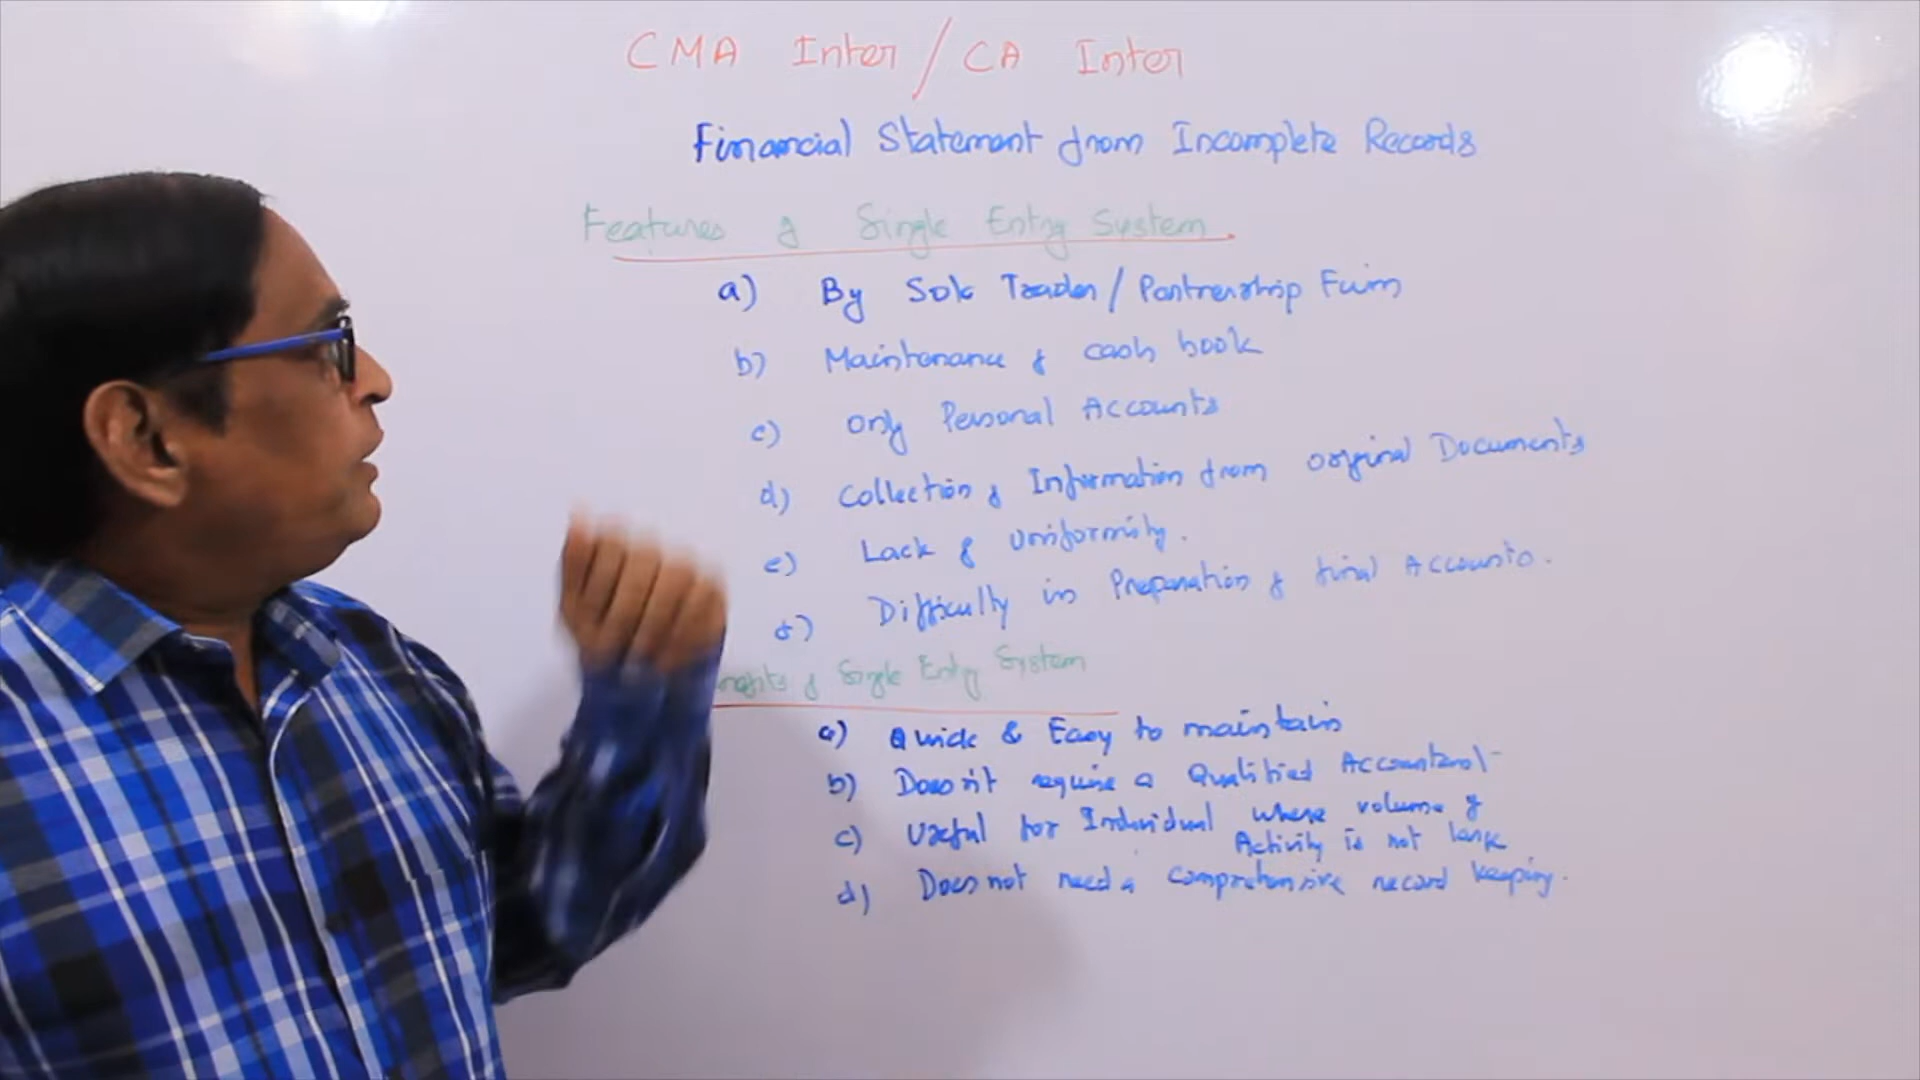 CMA Inter / CA Inter
Financial Statement from Incomplete Records
Features of Single Entry System
a) By Sole Trader / Partnership Firm
b) Maintenance of cash book
c) Only Personal Accounts
d) Collection of Information from original Documents
e) Lack of Uniformity.
f) Difficulty in Preparation of final Accounts.
nefits of Single Entry System
a) Quick & Easy to maintain
b) Doesn't require a Qualified Accountant
c) Useful for Individual where volume of
Activity is not large
d) Does not need a comprehensive record keeping.